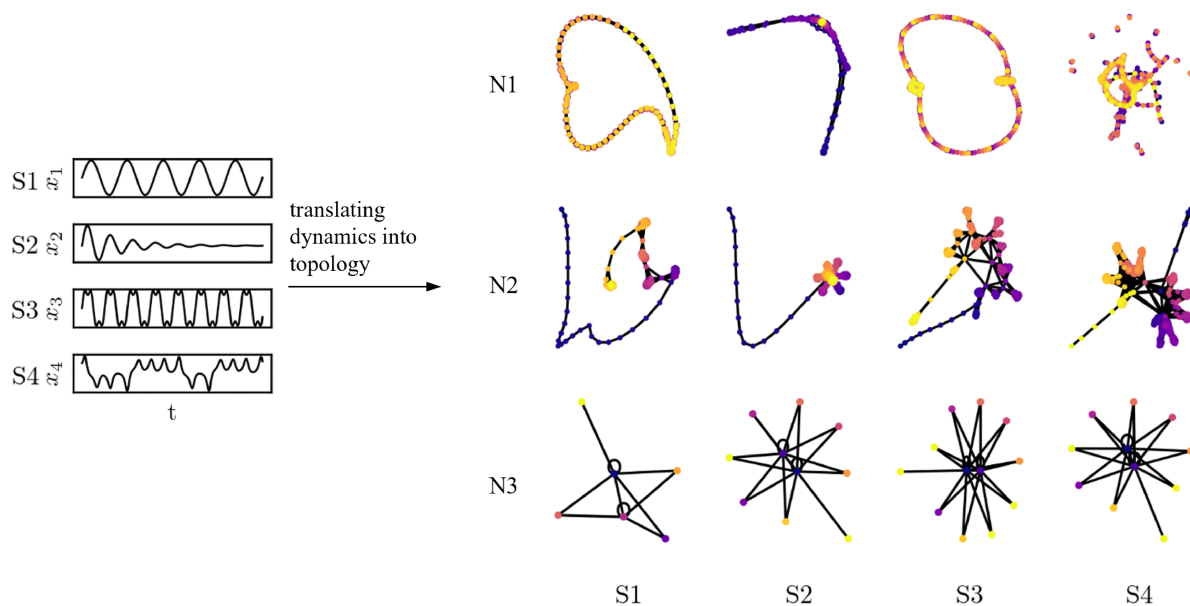 N1
S1 x1
S2 x2
S3 x3
S4 x4
t
translating
dynamics into
topology
N2
N3
S1 S2 S3 S4